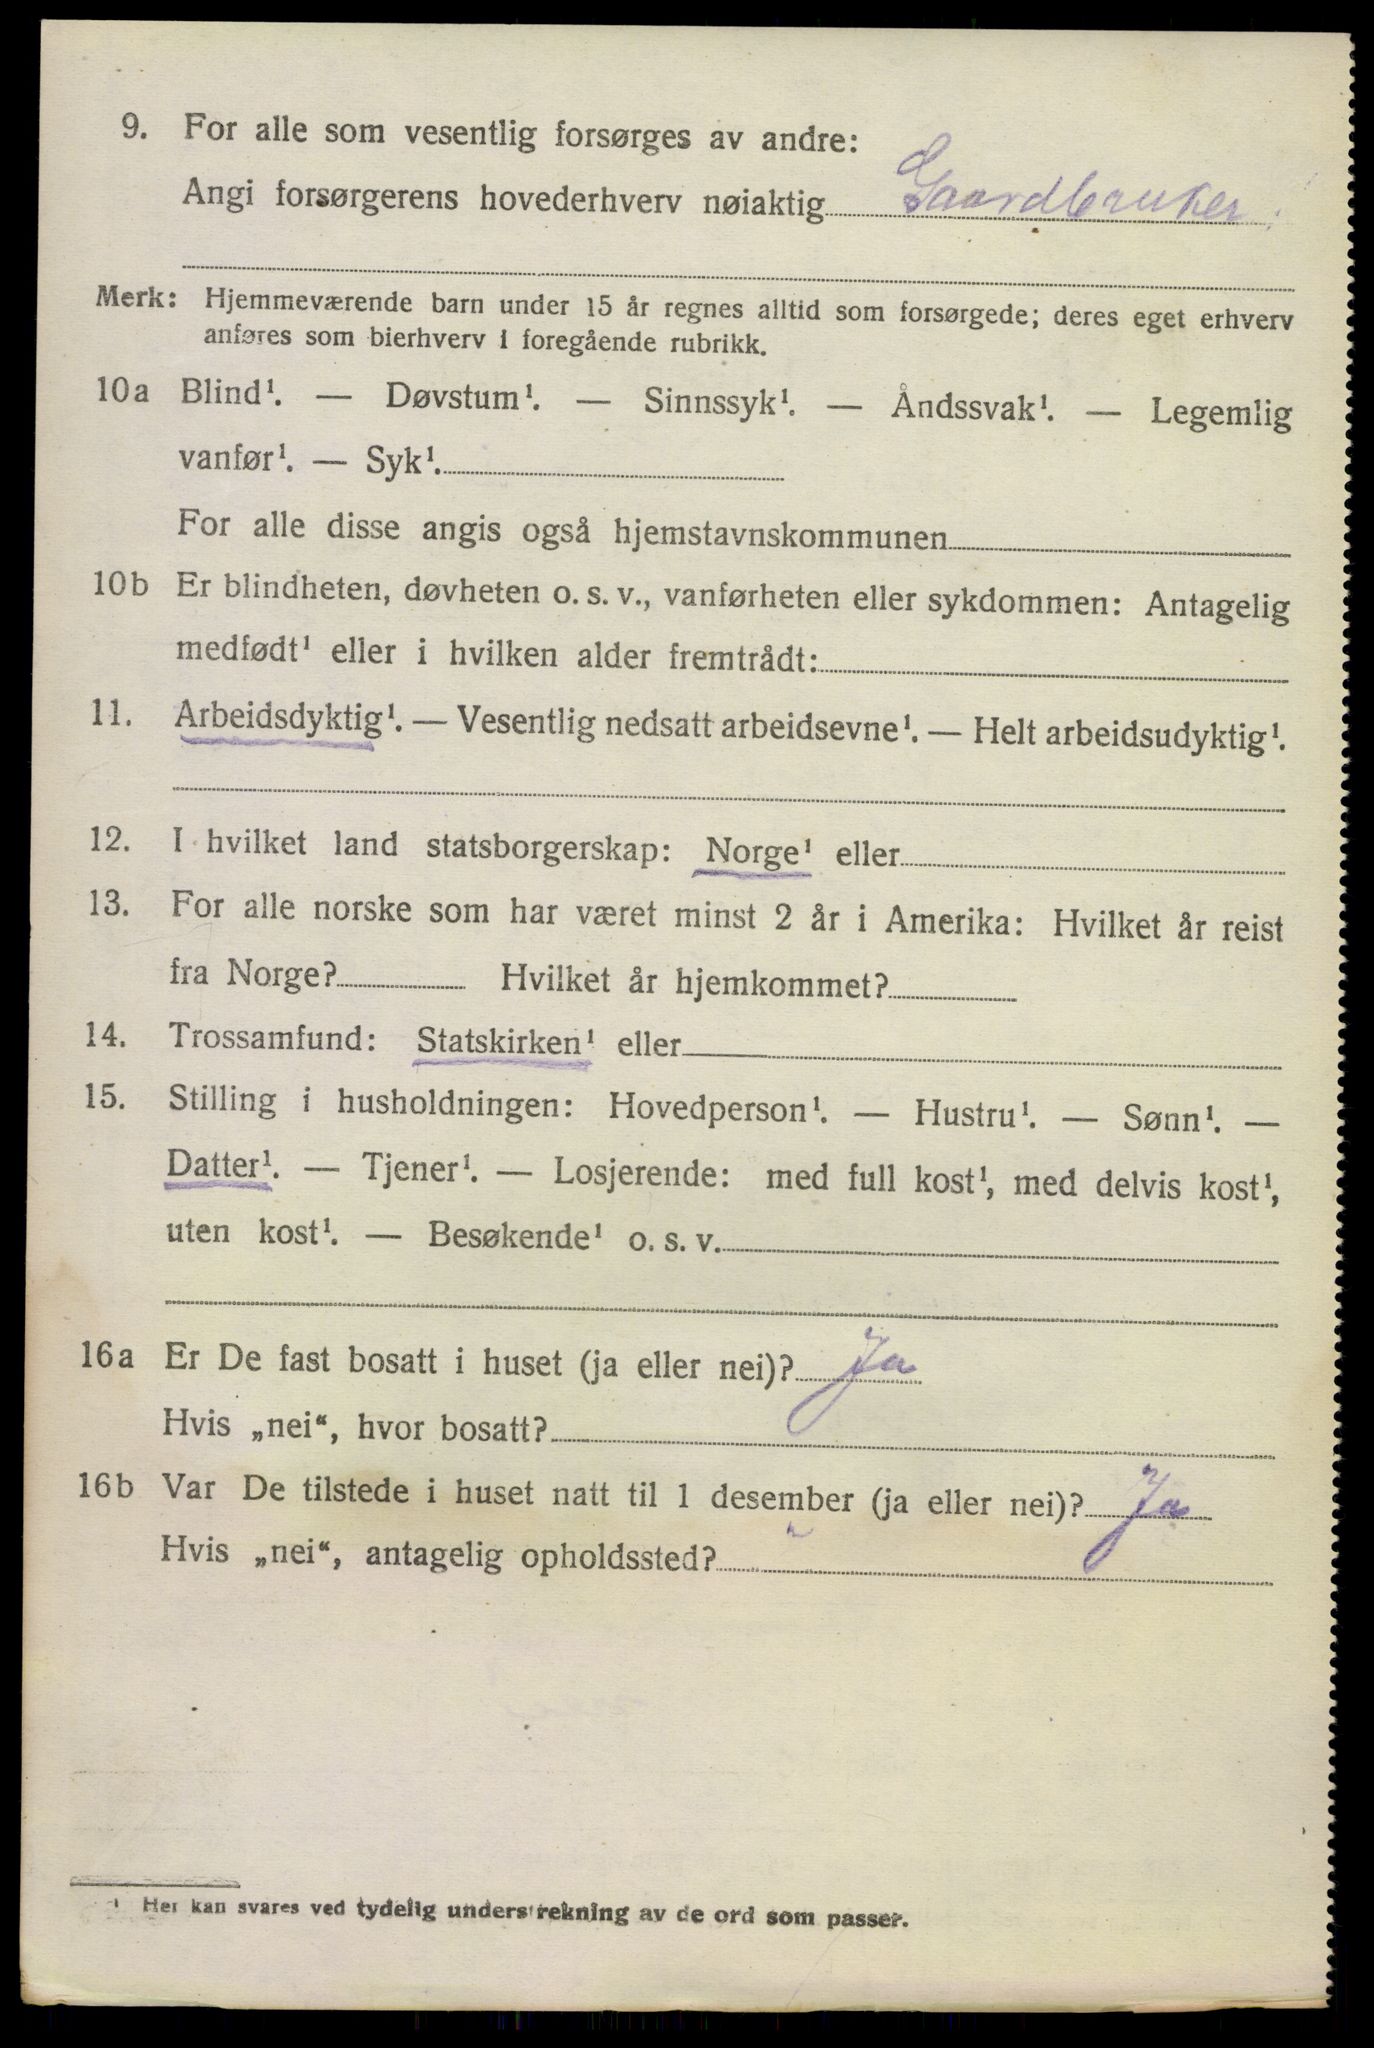 9. For alle som vesentlig forsørges av andre:
Angi forsørgerens hovederhverv nøiaktig Gaardbruker
Merk: Hjemmeværende barn under 15 år regnes alltid som forsørgede; deres eget erhverv
anføres som bierhverv i foregående rubrikk.
10a Blind¹. — Døvstum¹. — Sinnssyk¹. — Åndssvak¹. — Legemlig
vanfør¹. — Syk¹.
For alle disse angis også hjemstavnskommunen
10b Er blindheten, døvheten o. s. v., vanførheten eller sykdommen: Antagelig
medfødt¹ eller i hvilken alder fremtrådt:
11. Arbeidsdyktig¹. — Vesentlig nedsatt arbeidsevne¹. — Helt arbeidsudyktig¹.
12. I hvilket land statsborgerskap: Norge¹ eller
13. For alle norske som har været minst 2 år i Amerika: Hvilket år reist
fra Norge? Hvilket år hjemkommet?
14. Trossamfund: Statskirken¹ eller
15. Stilling i husholdningen: Hovedperson¹. — Hustru¹. — Sønn¹. —
Datter¹. — Tjener¹. — Losjerende: med full kost¹, med delvis kost¹,
uten kost¹. — Besøkende¹ o. s. v.
16a Er De fast bosatt i huset (ja eller nei)? Ja
Hvis „nei“, hvor bosatt?
16b Var De tilstede i huset natt til 1 desember (ja eller nei)? Ja
Hvis „nei“, antagelig opholdssted?
¹ Her kan svares ved tydelig understrekning av de ord som passer.